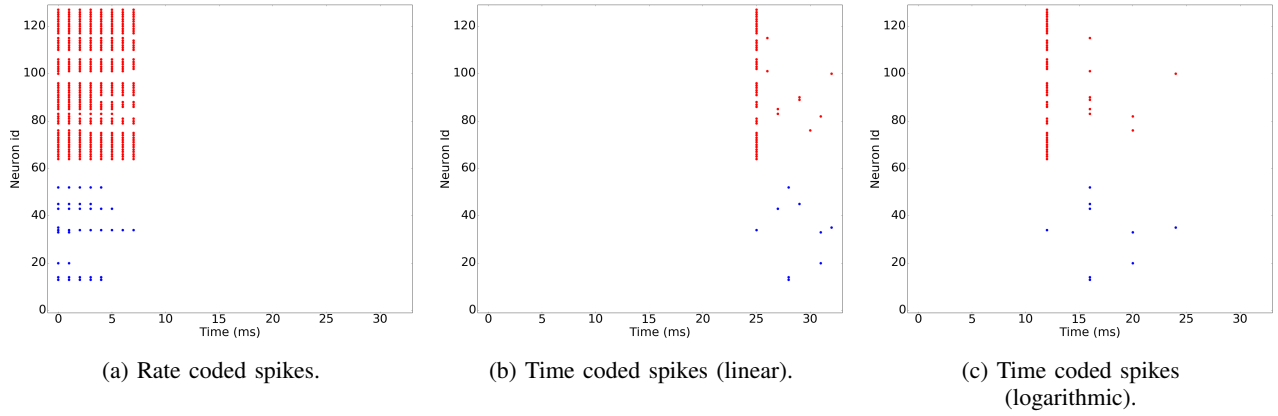 120
100
80
60
40
20
0
Neuron id
0 5 10 15 20 25 30
Time (ms)
(a) Rate coded spikes.
120
100
80
60
40
20
0
Neuron Id
0 5 10 15 20 25 30
Time (ms)
(b) Time coded spikes (linear).
120
100
80
60
40
20
0
Neuron Id
0 5 10 15 20 25 30
Time (ms)
(c) Time coded spikes
(logarithmic).